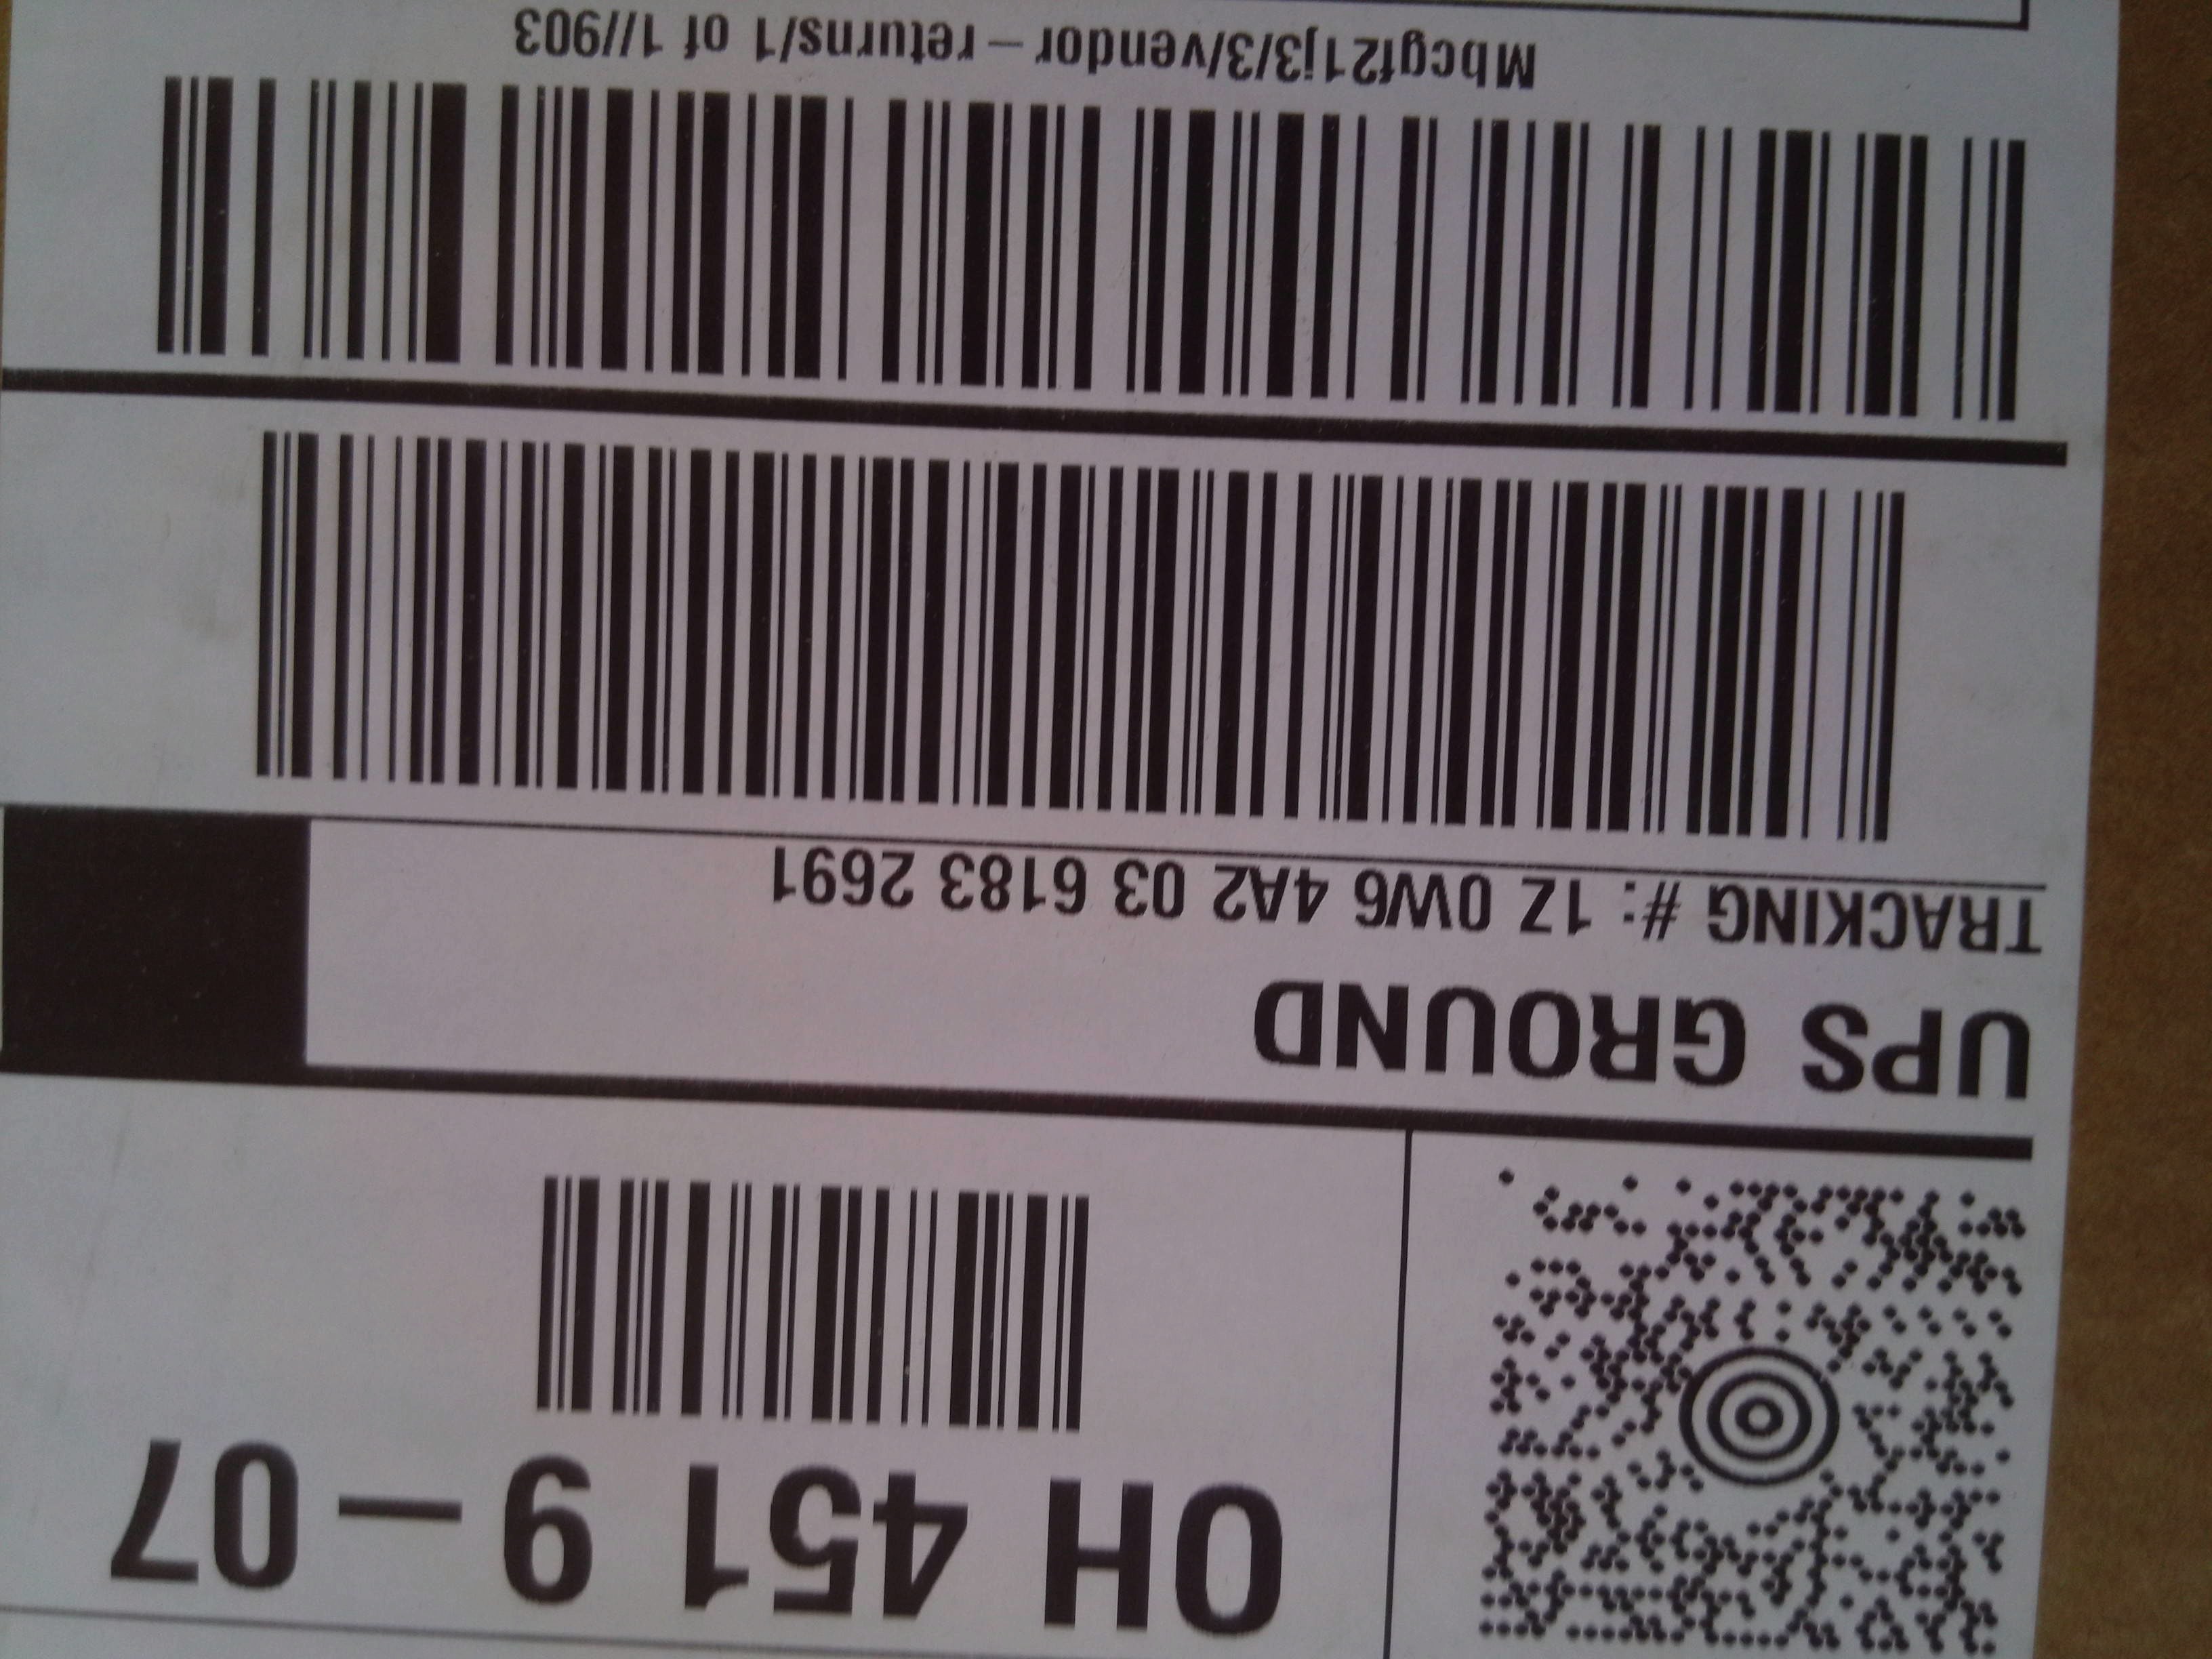 OH 451 9 – 07
UPS GROUND
TRACKING #: 1Z 0W6 4A2 03 6183 2691
Mbcgf21j3/3/vendor – returns/1 of 1//903